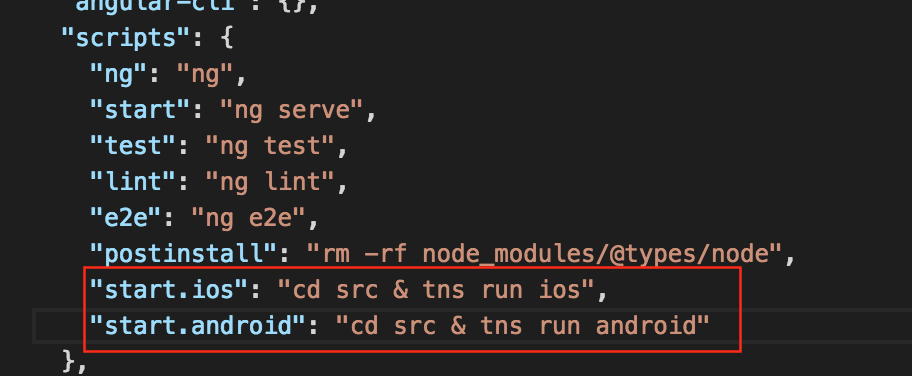 "angular-cli": {},
"scripts": {
"ng": "ng",
"start": "ng serve",
"test": "ng test",
"lint": "ng lint",
"e2e": "ng e2e",
"postinstall": "rm -rf node_modules/@types/node",
"start.ios": "cd src & tns run ios",
"start.android": "cd src & tns run android"
},